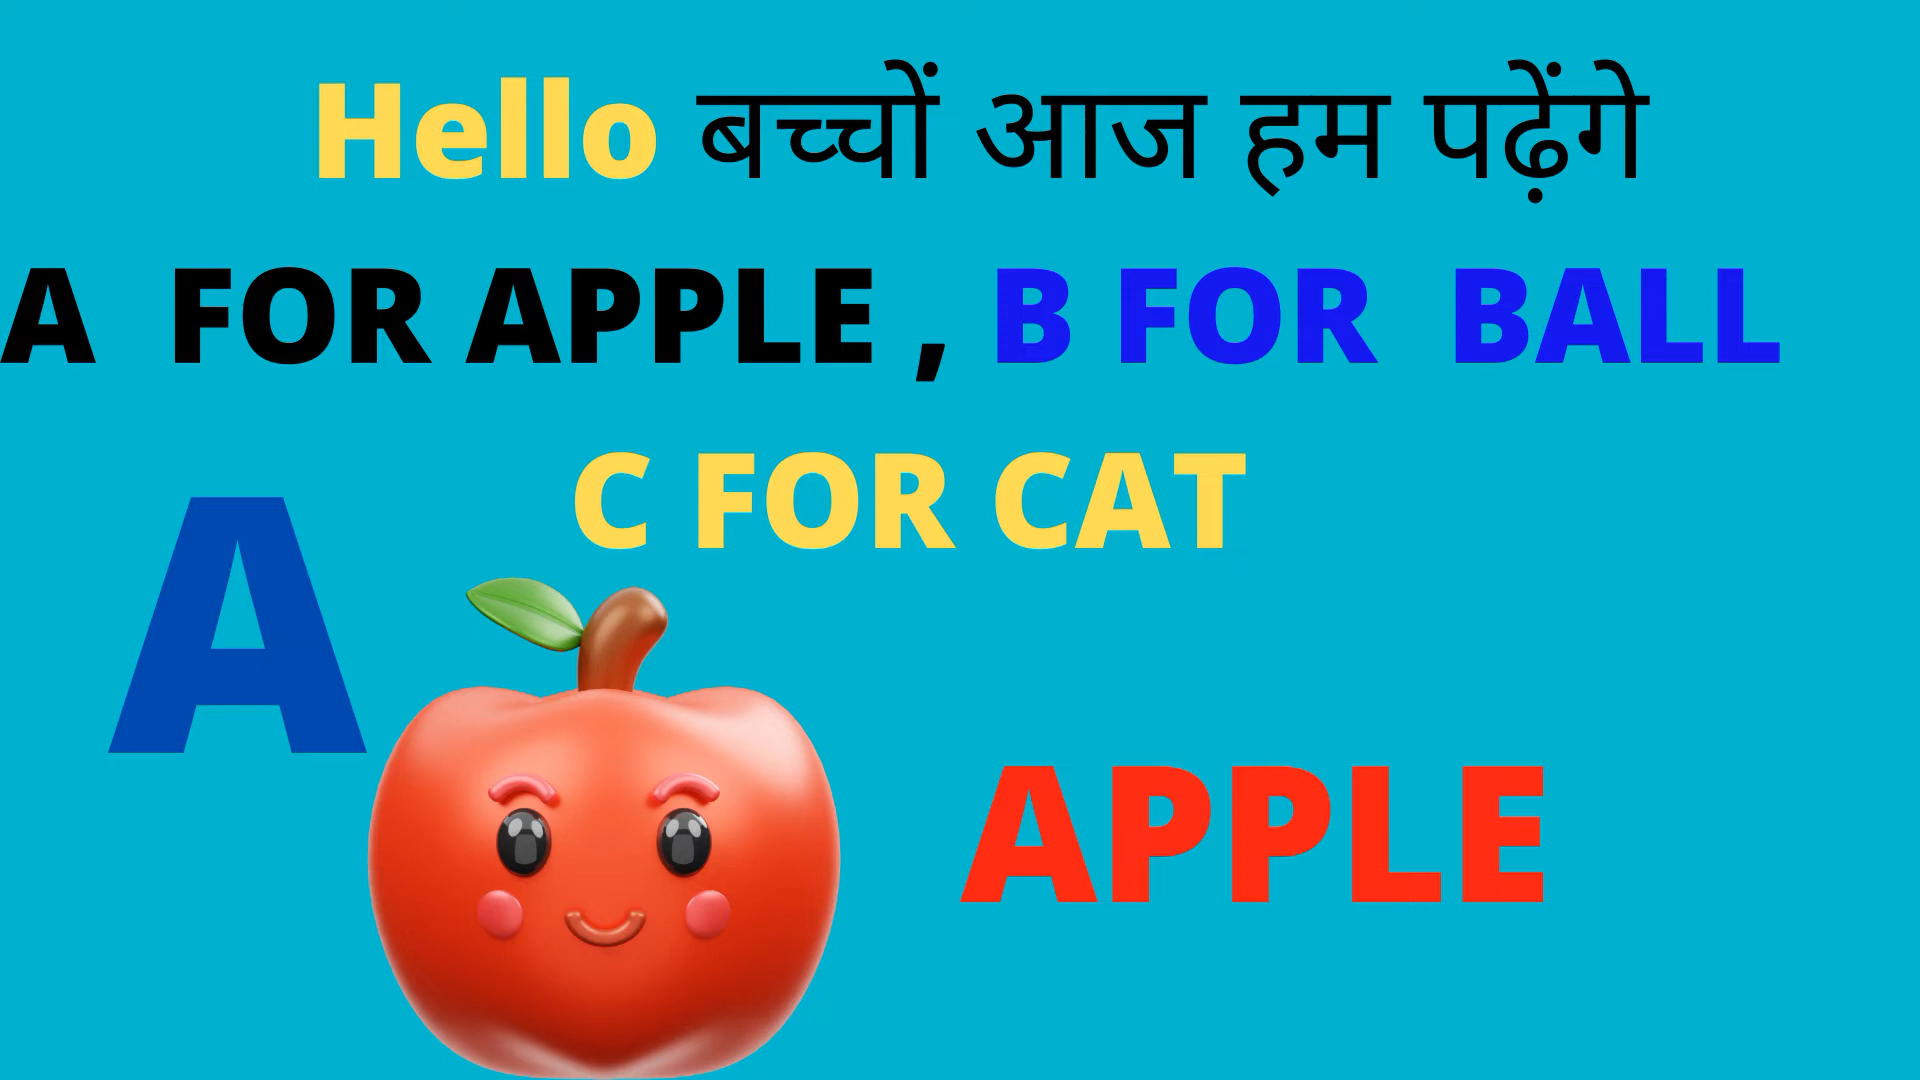 Hello बच्चों आज हम पढ़ेंगे
A FOR APPLE , B FOR BALL
C FOR CAT
A
APPLE